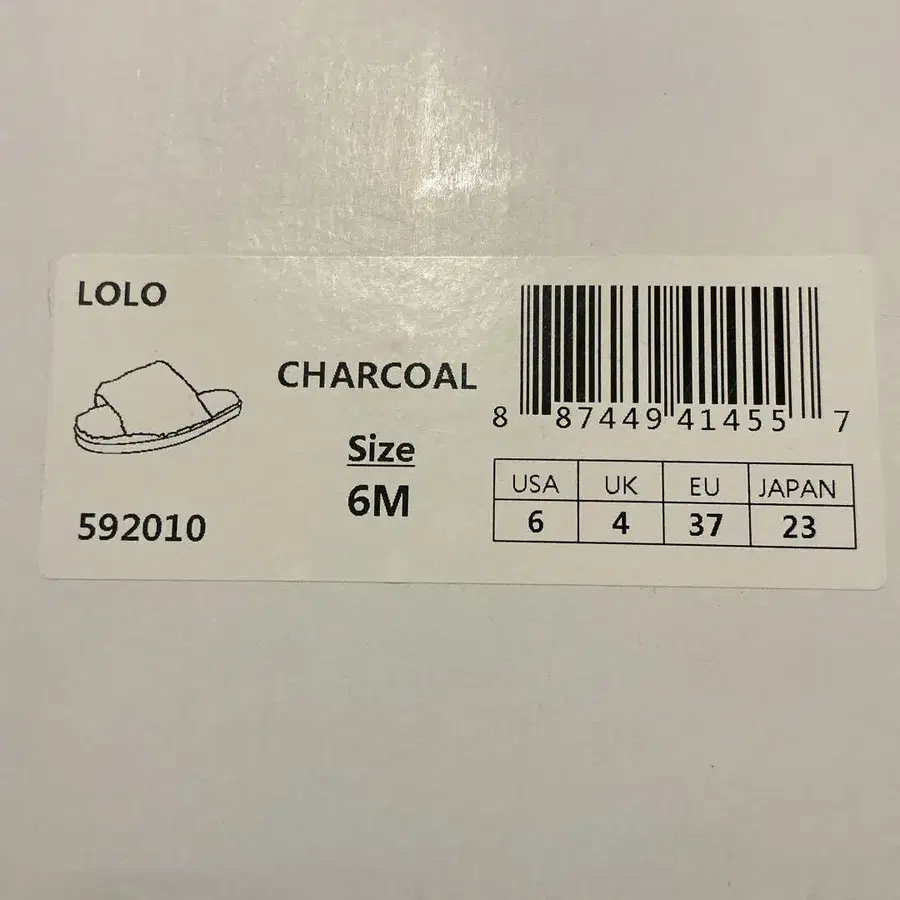 LOLO
CHARCOAL
Size
6M
592010
8 87449 41455 7
USA UK EU JAPAN
6 4 37 23